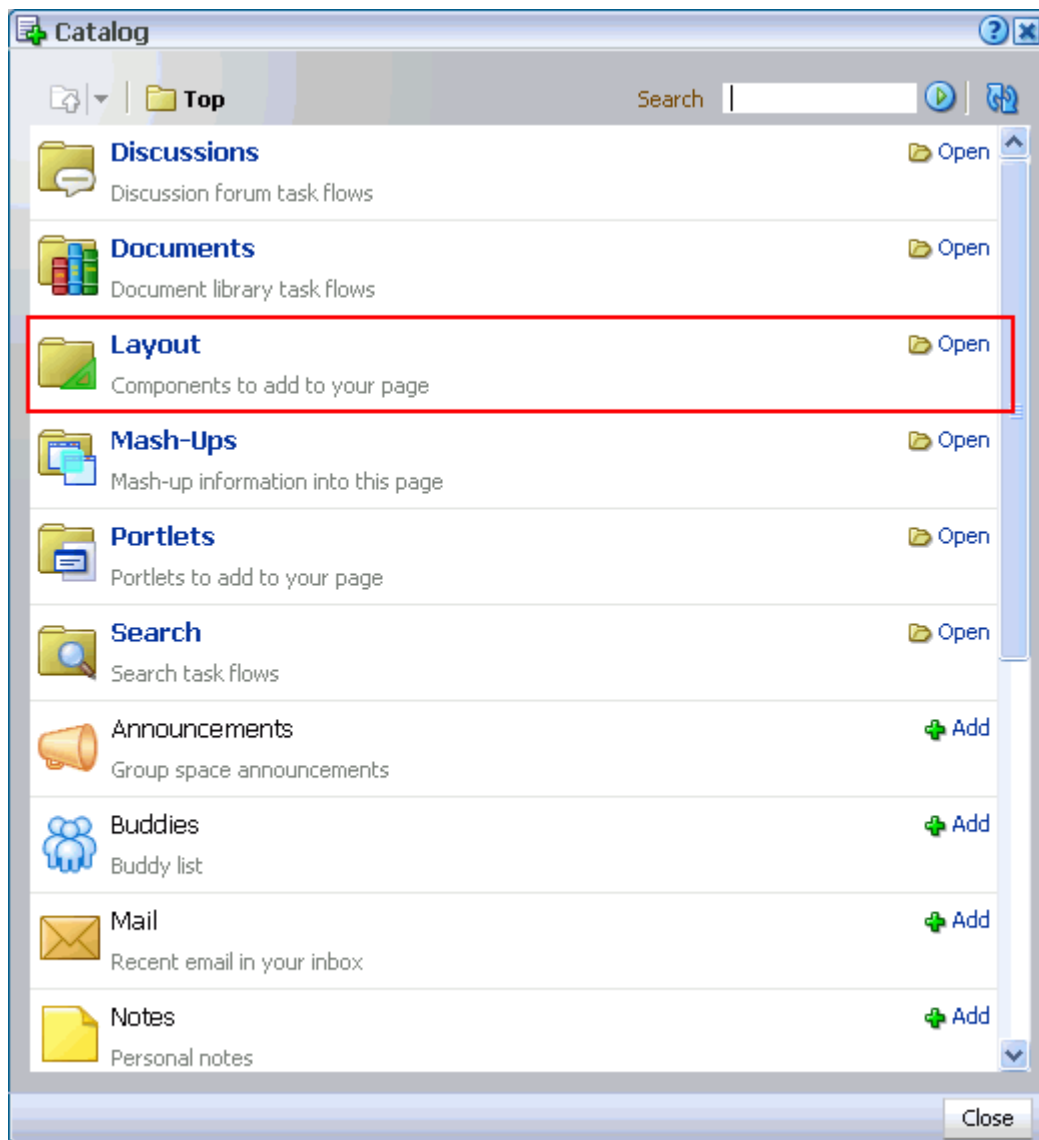 Catalog
Top Search
Discussions Open
Discussion forum task flows
Documents Open
Document library task flows
Layout Open
Components to add to your page
Mash-Ups Open
Mash-up information into this page
Portlets Open
Portlets to add to your page
Search Open
Search task flows
Announcements Add
Group space announcements
Buddies Add
Buddy list
Mail Add
Recent email in your inbox
Notes Add
Personal notes
Close